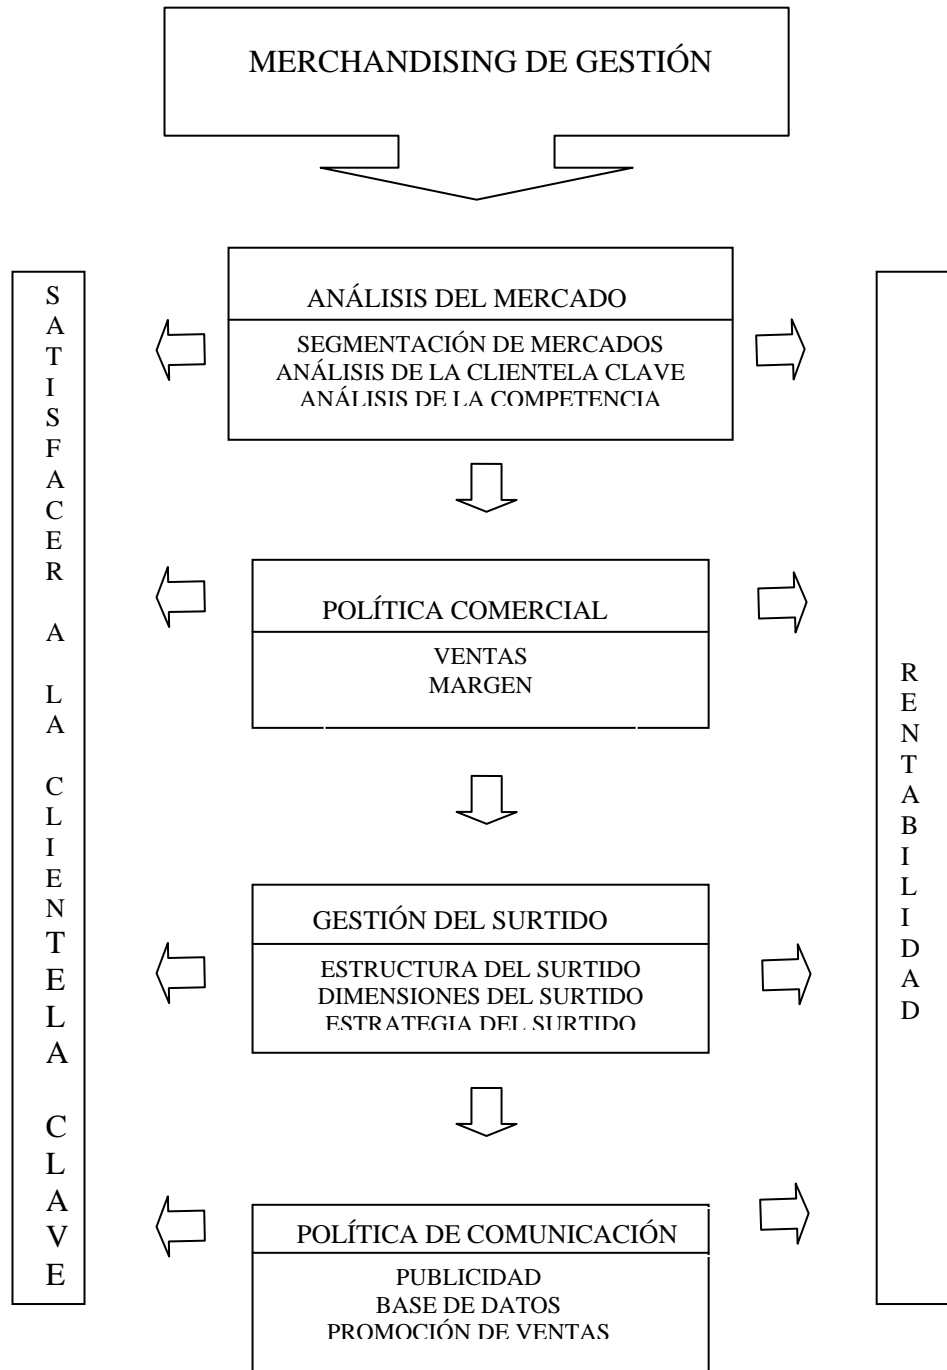 MERCHANDISING DE GESTIÓN
ANÁLISIS DEL MERCADO
SEGMENTACIÓN DE MERCADOS
ANÁLISIS DE LA CLIENTELA CLAVE
ANÁLISIS DE LA COMPETENCIA
SATISFACER A LA CLIENTELA CLAVE
POLÍTICA COMERCIAL
VENTAS
MARGEN
RENTABILIDAD
GESTIÓN DEL SURTIDO
ESTRUCTURA DEL SURTIDO
DIMENSIONES DEL SURTIDO
ESTRATEGIA DEL SURTIDO
POLÍTICA DE COMUNICACIÓN
PUBLICIDAD
BASE DE DATOS
PROMOCIÓN DE VENTAS